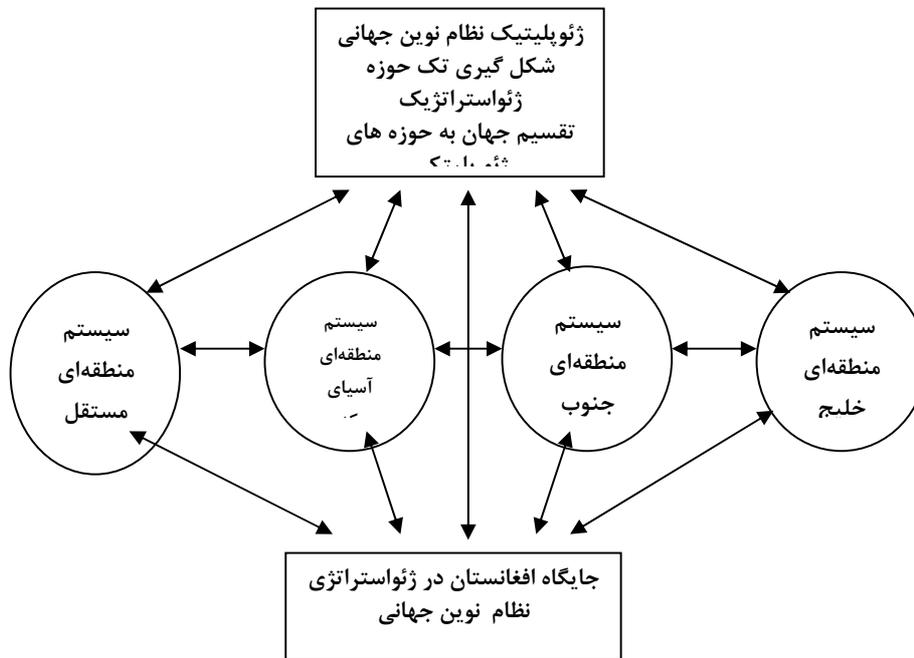 ژئوپلیتیک نظام نوین جهانی
شکل گیری تک حوزه
ژئواستراتژیک
تقسیم جهان به حوزه های
سیستم
منطقه‌ای
خلیج
سیستم
منطقه‌ای
جنوب
سیستم
منطقه‌ای
آسیای
سیستم
منطقه‌ای
مستقل
جایگاه افغانستان در ژئواستراتژی
نظام نوین جهانی